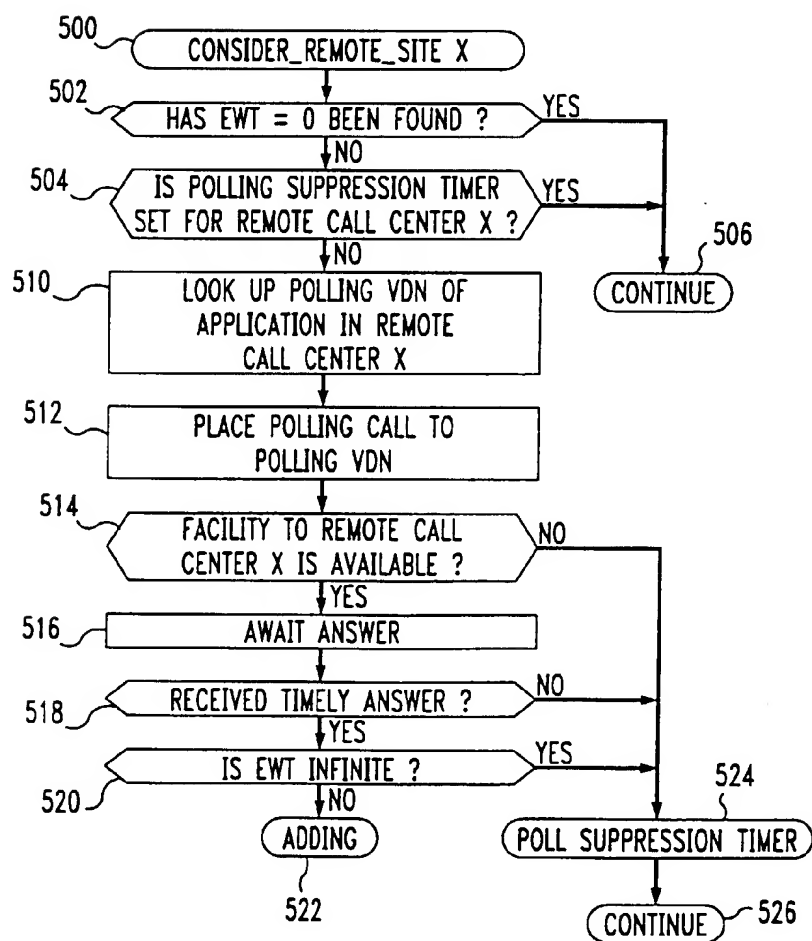 500
CONSIDER_REMOTE_SITE X
502
HAS EWT = 0 BEEN FOUND ?
YES
NO
504
IS POLLING SUPPRESSION TIMER
SET FOR REMOTE CALL CENTER X ?
YES
NO
506
CONTINUE
510
LOOK UP POLLING VDN OF
APPLICATION IN REMOTE
CALL CENTER X
512
PLACE POLLING CALL TO
POLLING VDN
514
FACILITY TO REMOTE CALL
CENTER X IS AVAILABLE ?
NO
YES
516
AWAIT ANSWER
518
RECEIVED TIMELY ANSWER ?
NO
YES
520
IS EWT INFINITE ?
YES
NO
522
ADDING
524
POLL SUPPRESSION TIMER
CONTINUE
526